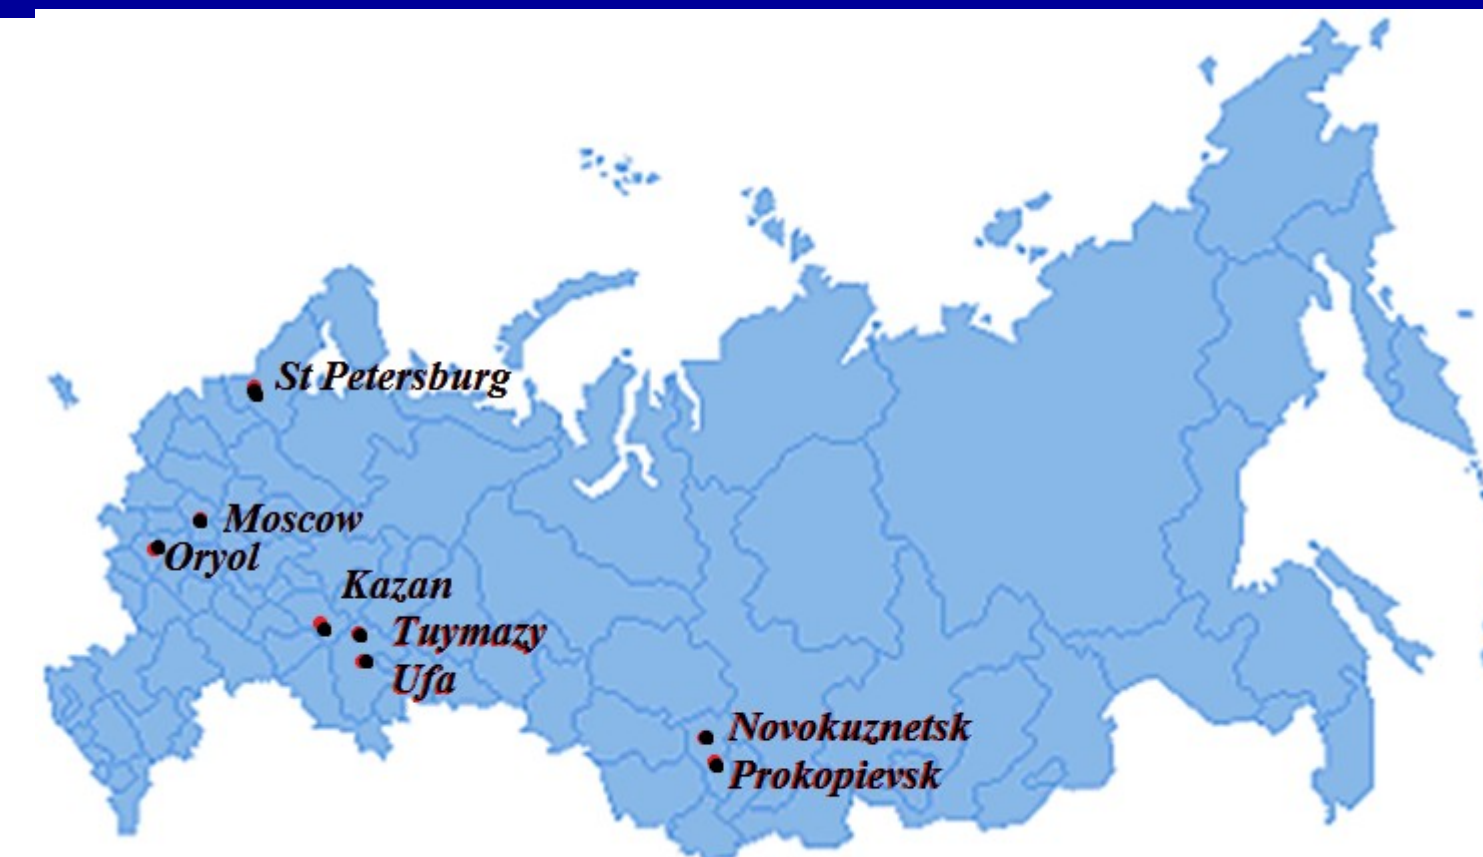 St Petersburg
Moscow
Oryol
Kazan
Tuymazy
Ufa
Novokuznetsk
Prokopievsk